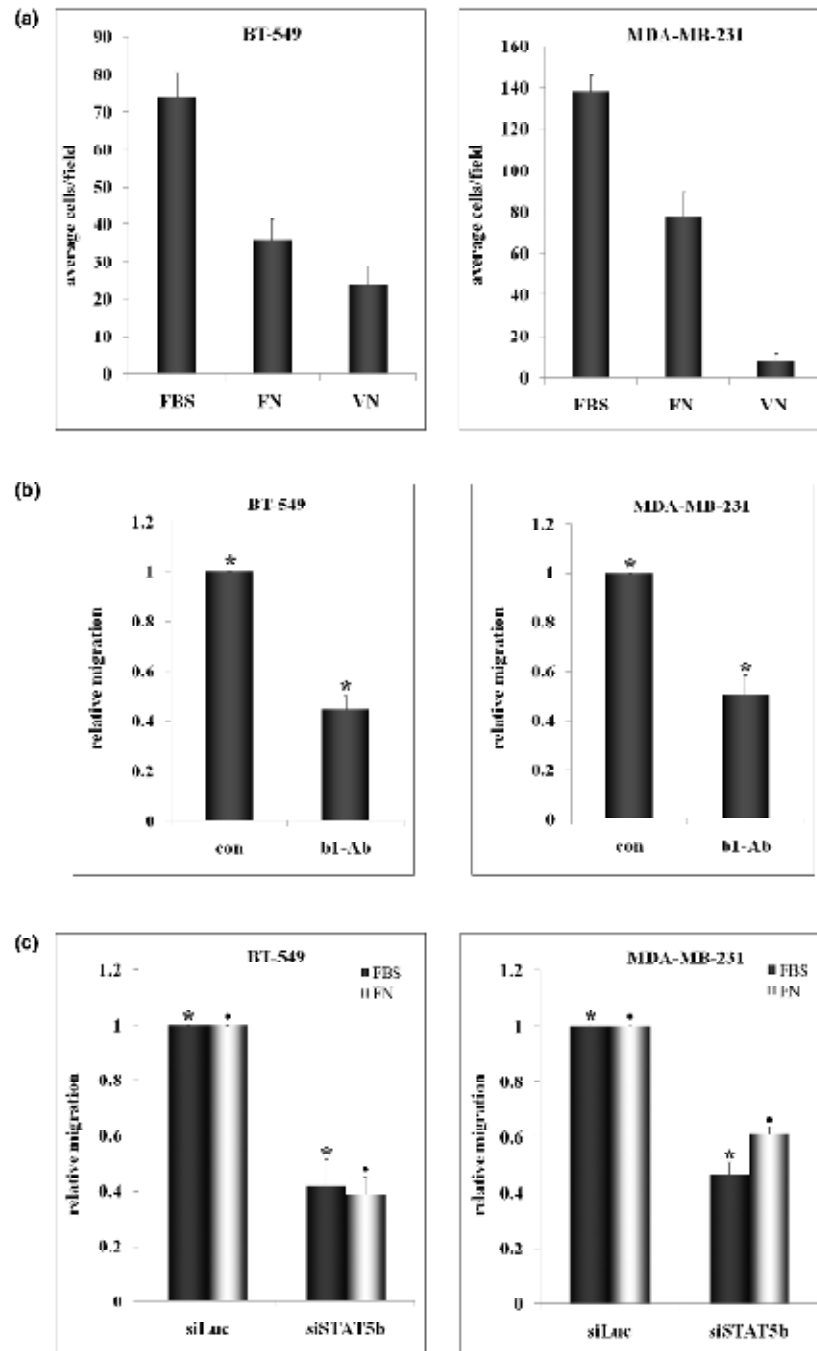 (a)
BT-549
90
80
70
60
50
40
30
20
10
0
average cells/field
FBS FN VN
MDA-MB-231
160
140
120
100
80
60
40
20
0
average cells/field
FBS FN VN
(b)
BT-549
1.2
1
0.8
0.6
0.4
0.2
0
relative migration
*
*
con b1-Ab
MDA-MB-231
1.2
1
0.8
0.6
0.4
0.2
0
relative migration
*
*
con b1-Ab
(c)
BT-549
FBS
FN
1.2
1
0.8
0.6
0.4
0.2
0
relative migration
* •
* •
siLuc siSTAT5b
MDA-MB-231
FBS
FN
1.2
1
0.8
0.6
0.4
0.2
0
relative migration
* •
* •
siLuc siSTAT5b